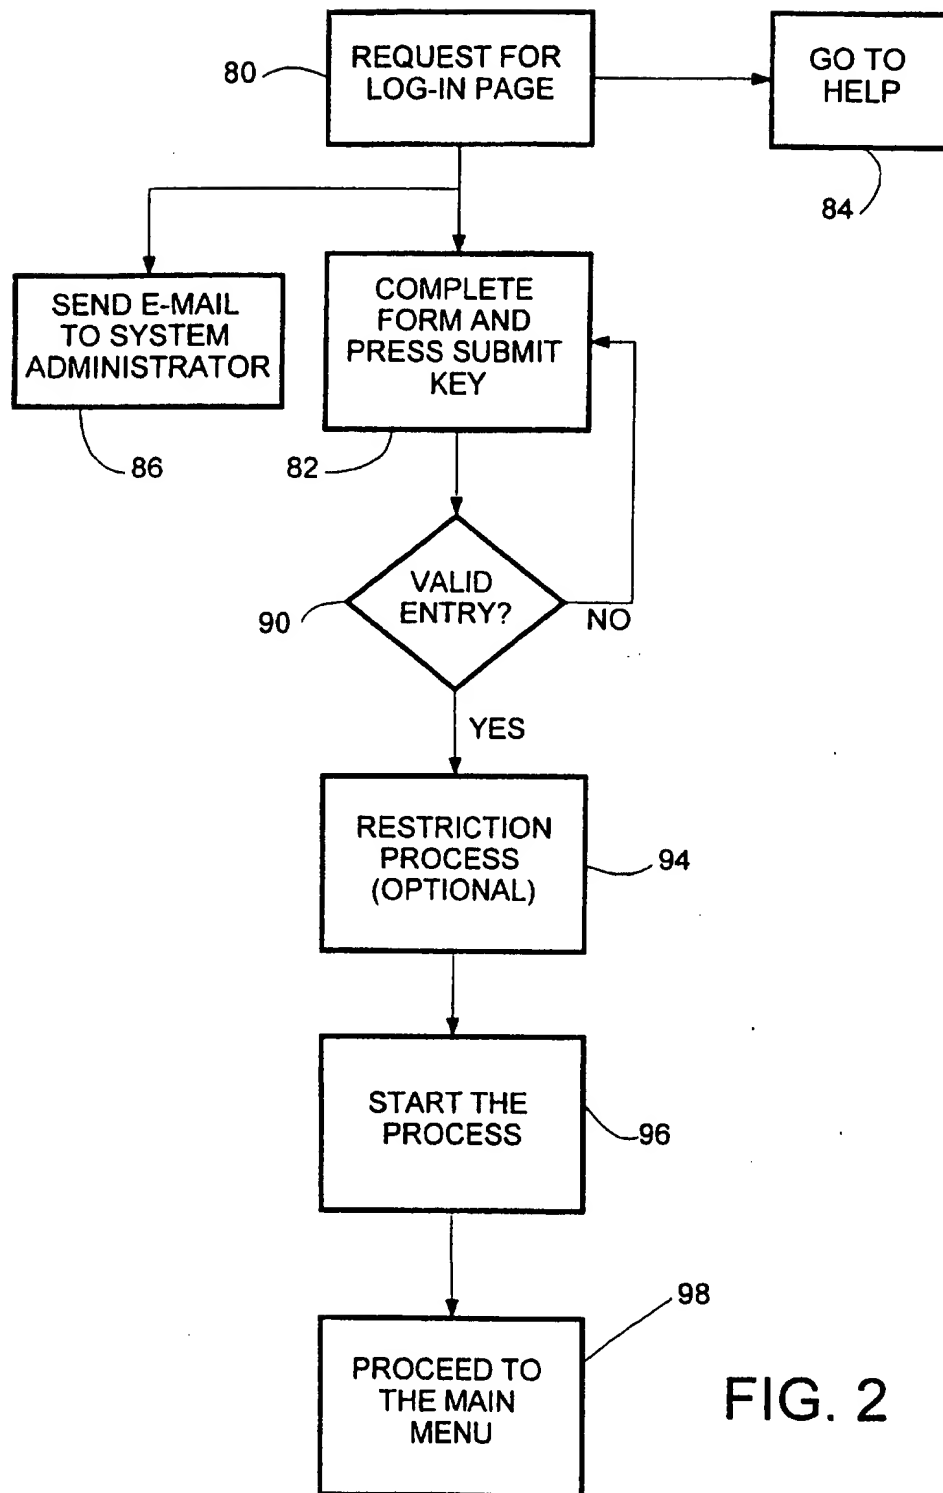 80
REQUEST FOR
LOG-IN PAGE
GO TO
HELP
84
SEND E-MAIL
TO SYSTEM
ADMINISTRATOR
86
COMPLETE
FORM AND
PRESS SUBMIT
KEY
82
VALID
ENTRY?
90
NO
YES
RESTRICTION
PROCESS
(OPTIONAL)
94
START THE
PROCESS
96
98
PROCEED TO
THE MAIN
MENU
FIG. 2